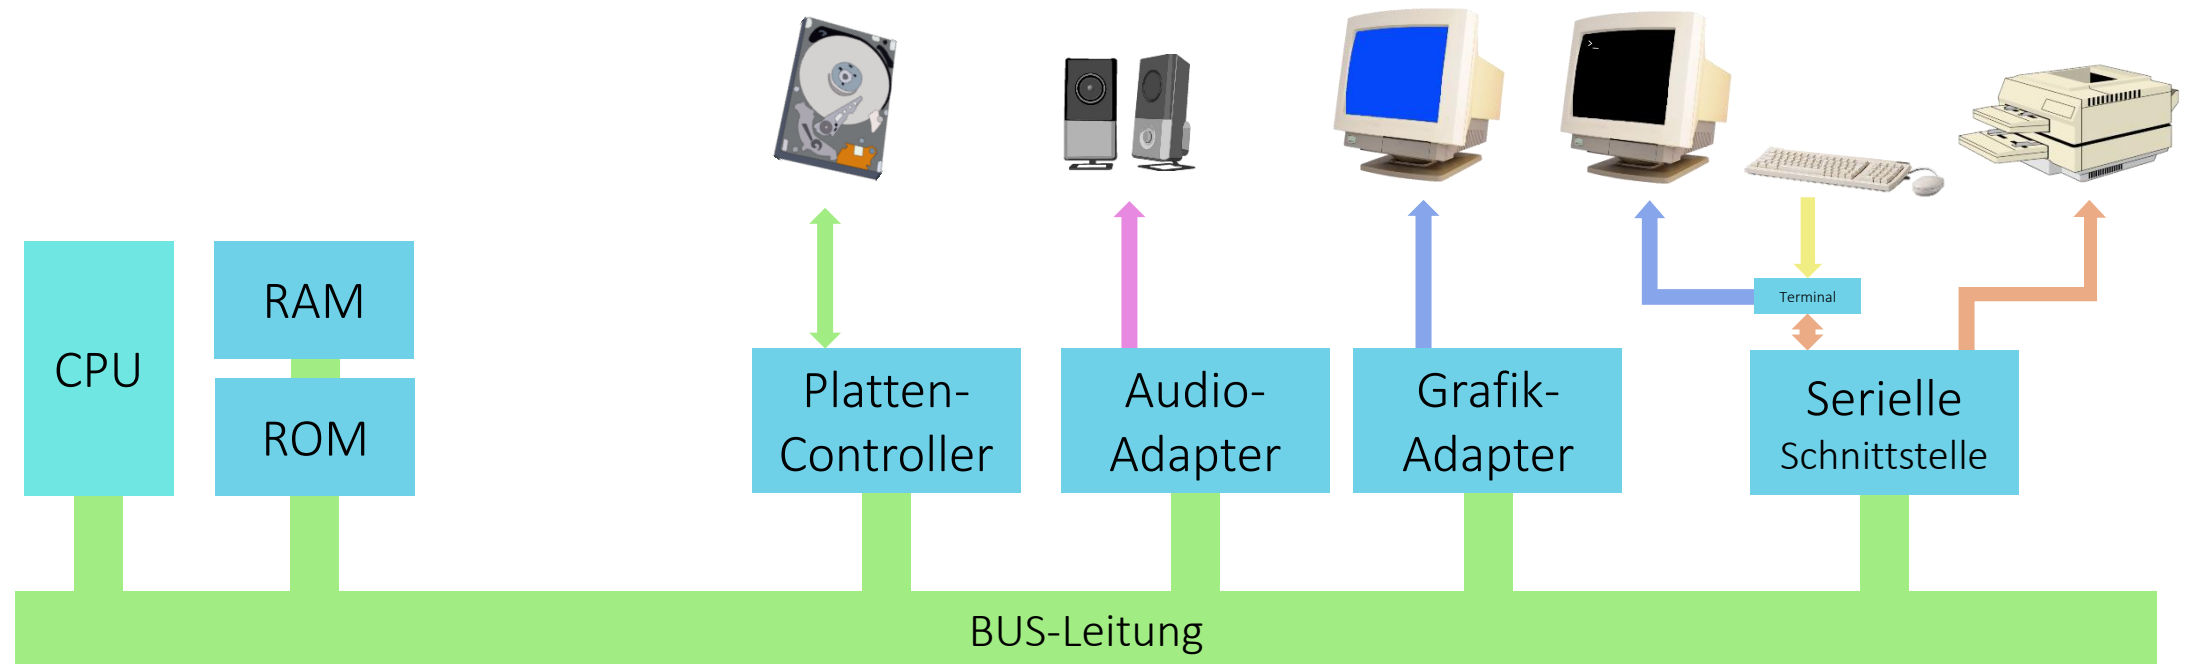 >_
CPU
RAM
ROM
Platten-
Controller
Audio-
Adapter
Grafik-
Adapter
Terminal
Serielle
Schnittstelle
BUS-Leitung